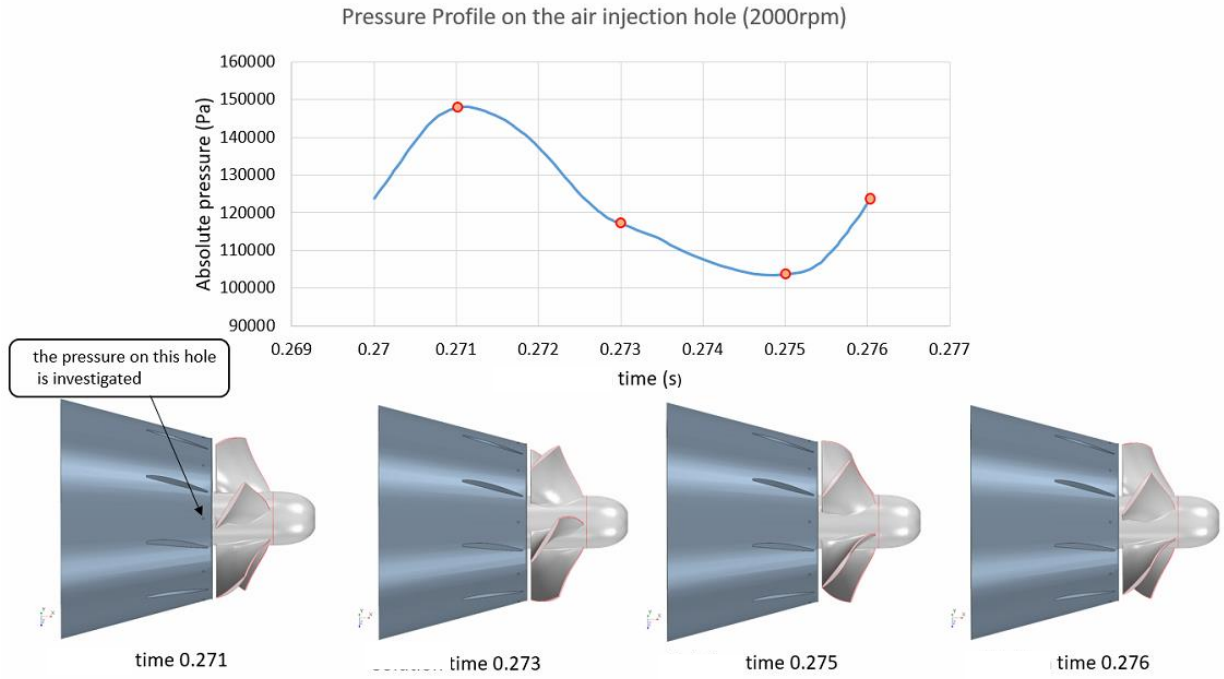 Pressure Profile on the air injection hole (2000rpm)
Absolute pressure (Pa)
160000
150000
140000
130000
120000
110000
100000
90000
0.269 0.27 0.271 0.272 0.273 0.274 0.275 0.276 0.277
time (s)
the pressure on this hole
is investigated
time 0.271
time 0.273
time 0.275
time 0.276